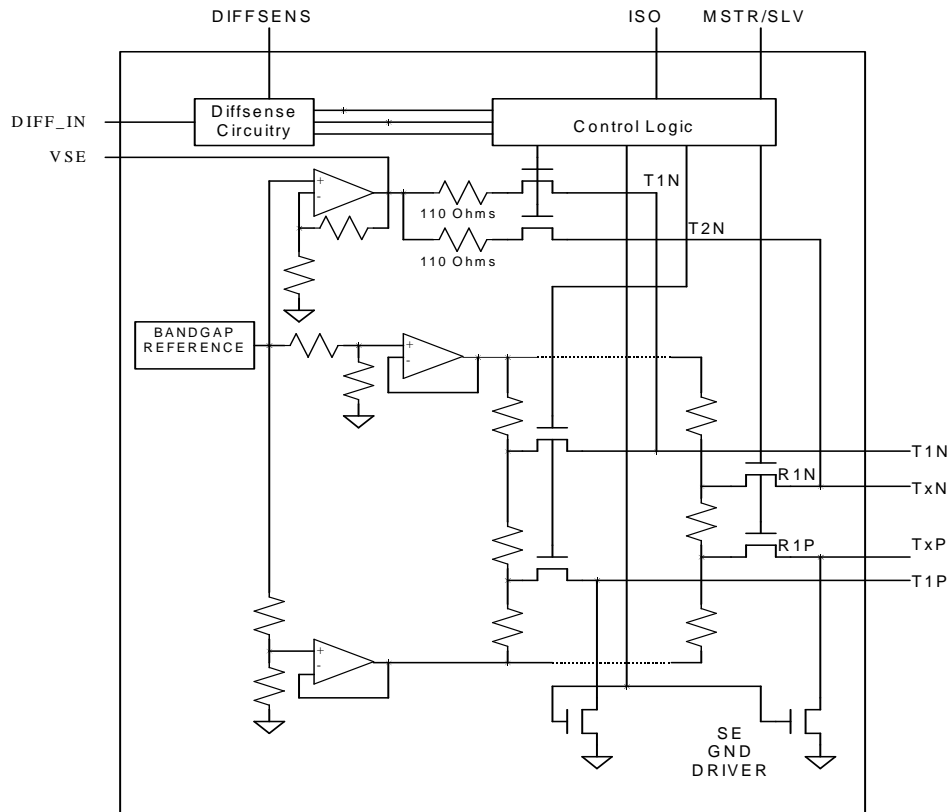 DIFFSENS
ISO
MSTR/SLV
DIFF_IN
Diffsense
Circuitry
Control Logic
VSE
T1N
+
-
110 Ohms
T2N
110 Ohms
BANDGAP
REFERENCE
+
-
T1N
R1N
TxN
R1P
TxP
T1P
+
-
SE
GND
DRIVER